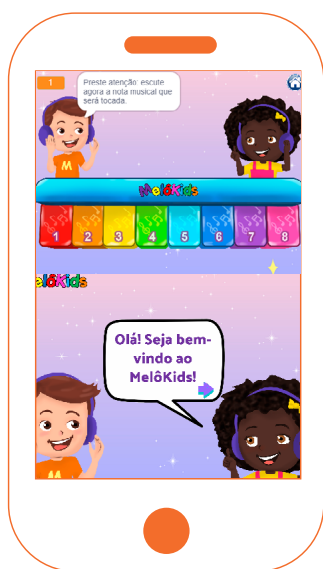 1
Preste atenção: escute
agora a nota musical que
será tocada.
M
MelôKids
1 2 3 4 5 6 7 8
elôKids
Olá! Seja bem-
vindo ao
MelôKids!
M